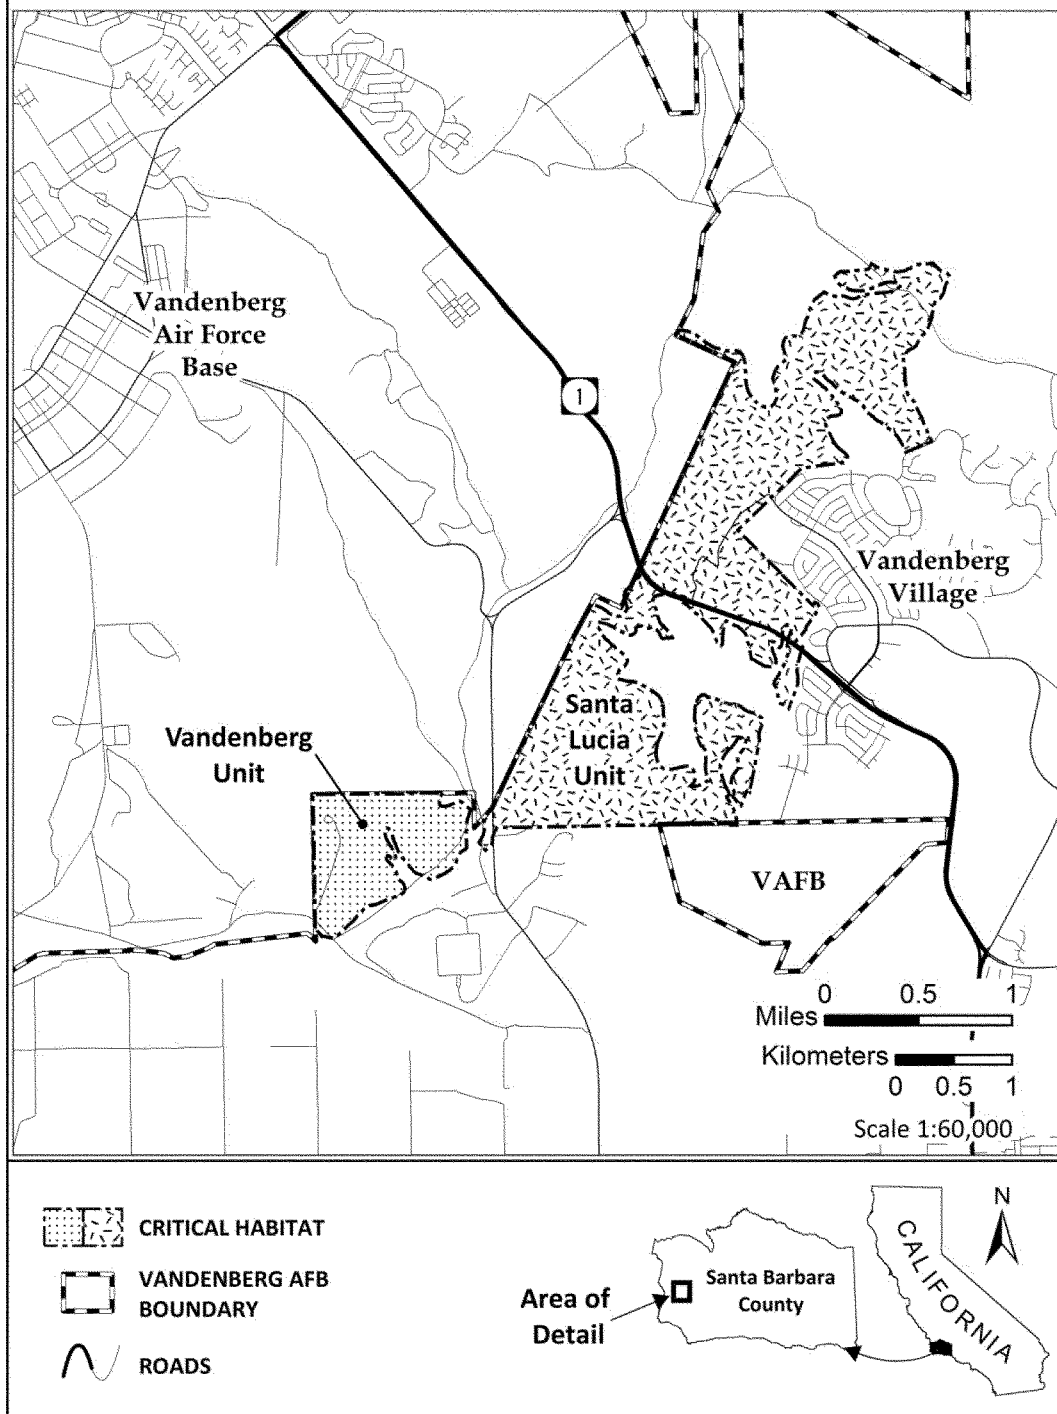 Vandenberg
Air Force
Base
1
Vandenberg
Village
Santa
Lucia
Unit
Vandenberg
Unit
VAFB
0 0.5 1
Miles
Kilometers
0 0.5 1
Scale 1:60,000
CRITICAL HABITAT
VANDENBERG AFB
BOUNDARY
ROADS
Area of
Detail
Santa Barbara
County
CALIFORNIA
N